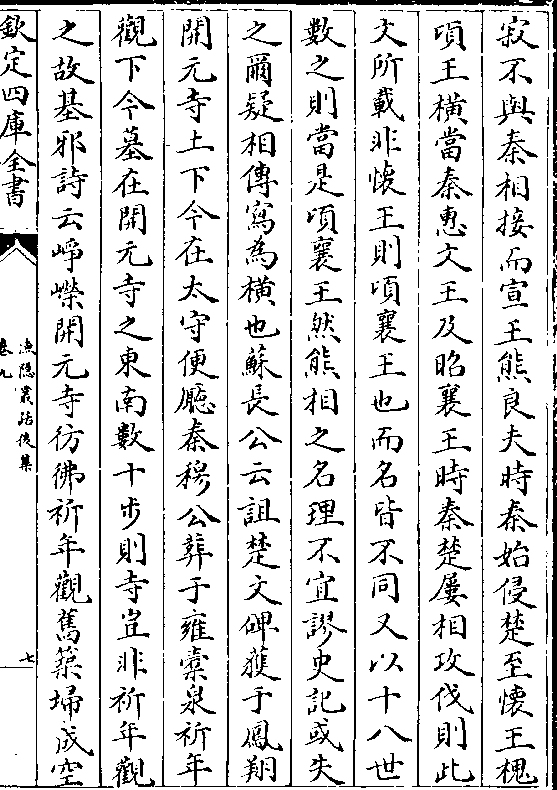 寂不與秦相接而宣王熊良夫時秦始侵楚至懷王槐
項王橫當秦惠文王及昭襄王時秦楚屢相攻伐則此
文所載非懷王則頃襄王也而名皆不同又以十八世
數之則當是頃襄王然熊相之名理不宜謬史記或失
之爾疑相傳寫為橫也蘇長公云詛楚文碑獲于鳳翔
開元寺土下今在太守便廳秦穆公葬于雍槖泉祈年
觀下今墓在開元寺之東南數十步則寺豈非祈年觀
之故基邪詩云崢嶸開元寺彷彿祈年觀舊築埽成空
欽定四庫全書
漁隱叢話後集
卷九
七